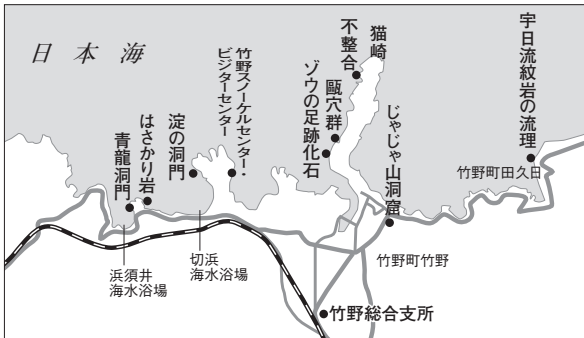 日本海
青龍洞門
はさかり岩
淀の洞門
竹野スノーケルセンター・
ビジターセンター
ゾウの足跡化石
甌穴群
不整合
猫崎
じゃじゃ山洞窟
宇日流紋岩の流理
竹野町田久日
浜須井
海水浴場
切浜
海水浴場
竹野町竹野
竹野総合支所